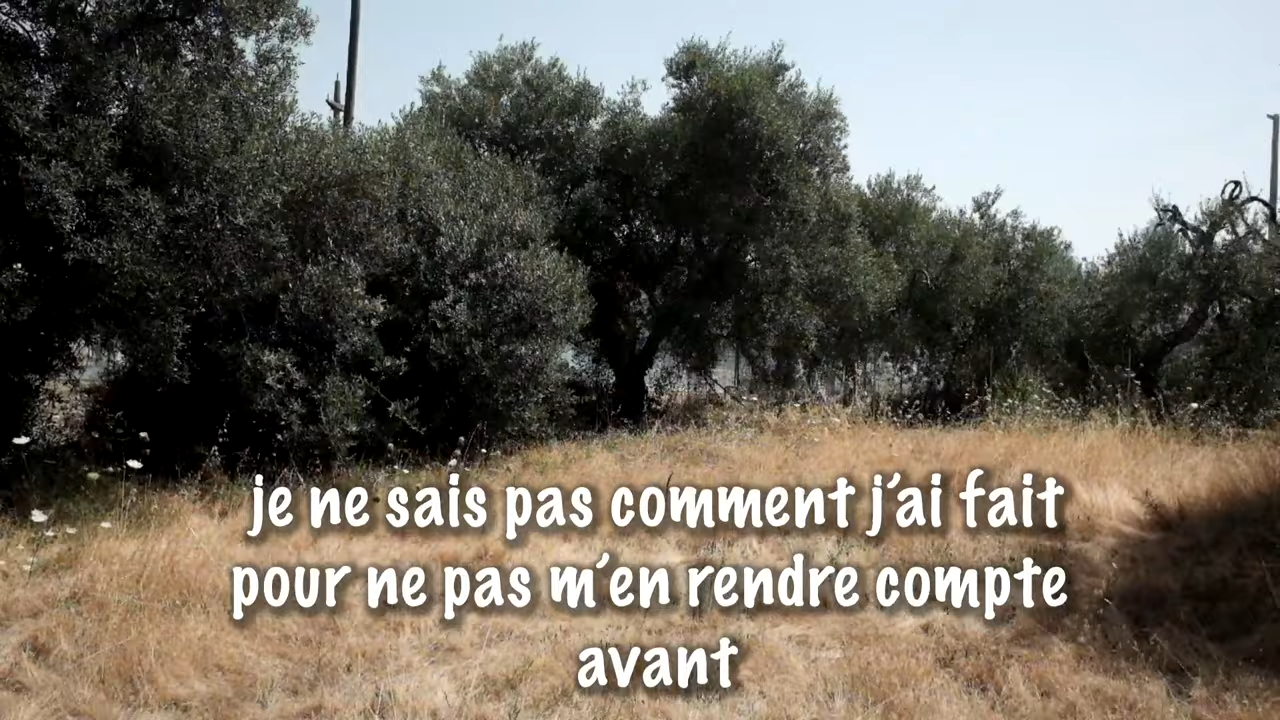 je ne sais pas comment j'ai fait
pour ne pas m'en rendre compte
avant